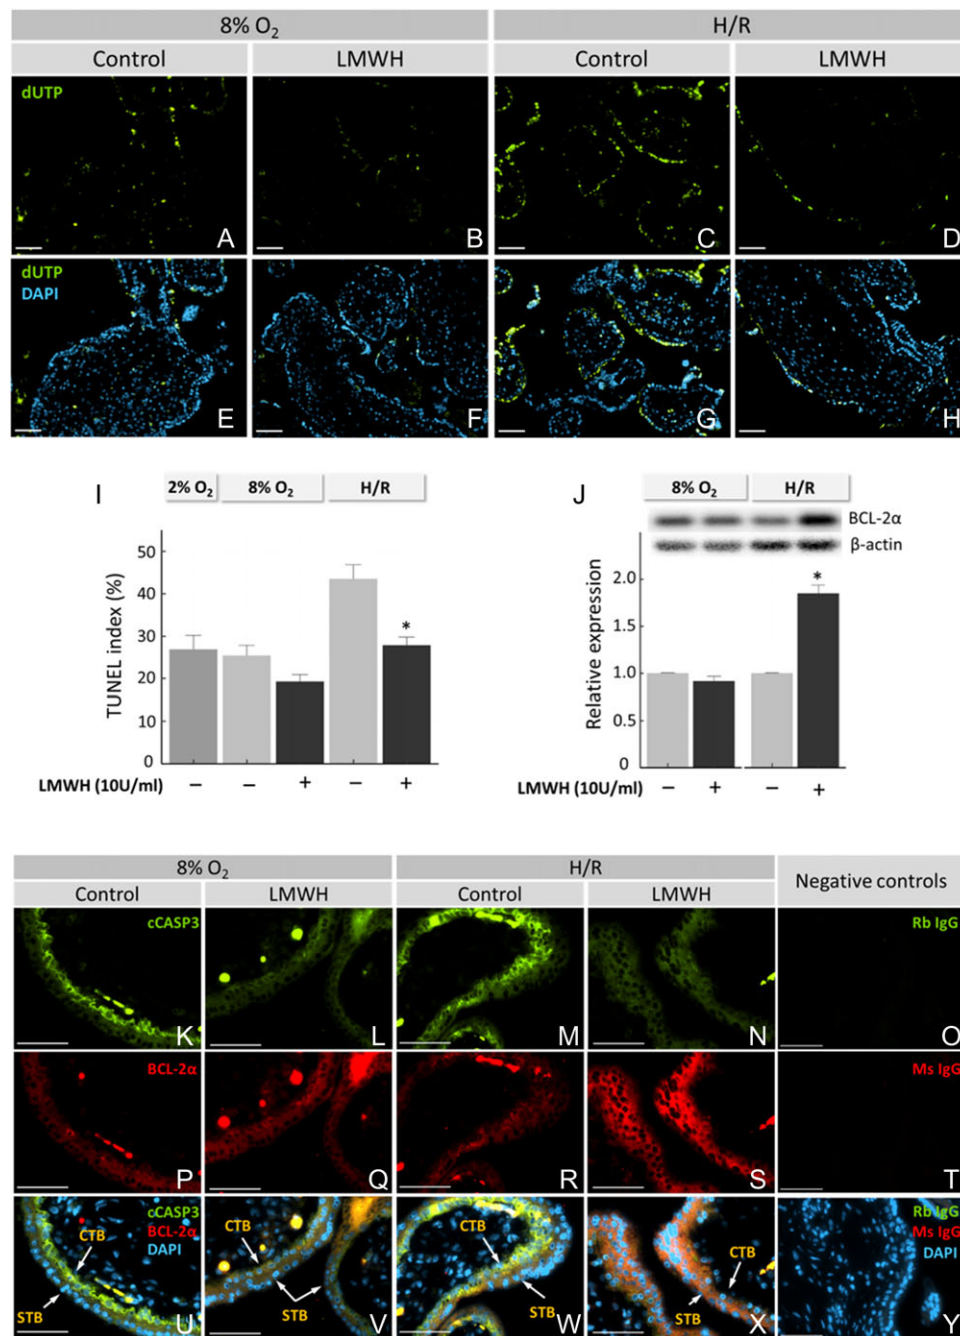 8% O₂ H/R
Control LMWH Control LMWH
dUTP
A B C D
dUTP
DAPI
E F G H
I 2% O₂ 8% O₂ H/R
TUNEL index (%)
50
40
30
20
10
0
*
LMWH (10U/ml) − − + − +
J 8% O₂ H/R
BCL-2α
β-actin
Relative expression
2.0
1.5
1.0
0.5
0
*
LMWH (10U/ml) − + − +
8% O₂ H/R Negative controls
Control LMWH Control LMWH
cCASP3 Rb IgG
K L M N O
BCL-2α Ms IgG
P Q R S T
cCASP3 Rb IgG
BCL-2α Ms IgG
DAPI DAPI
CTB CTB CTB CTB
STB STB STB STB
U V W X Y